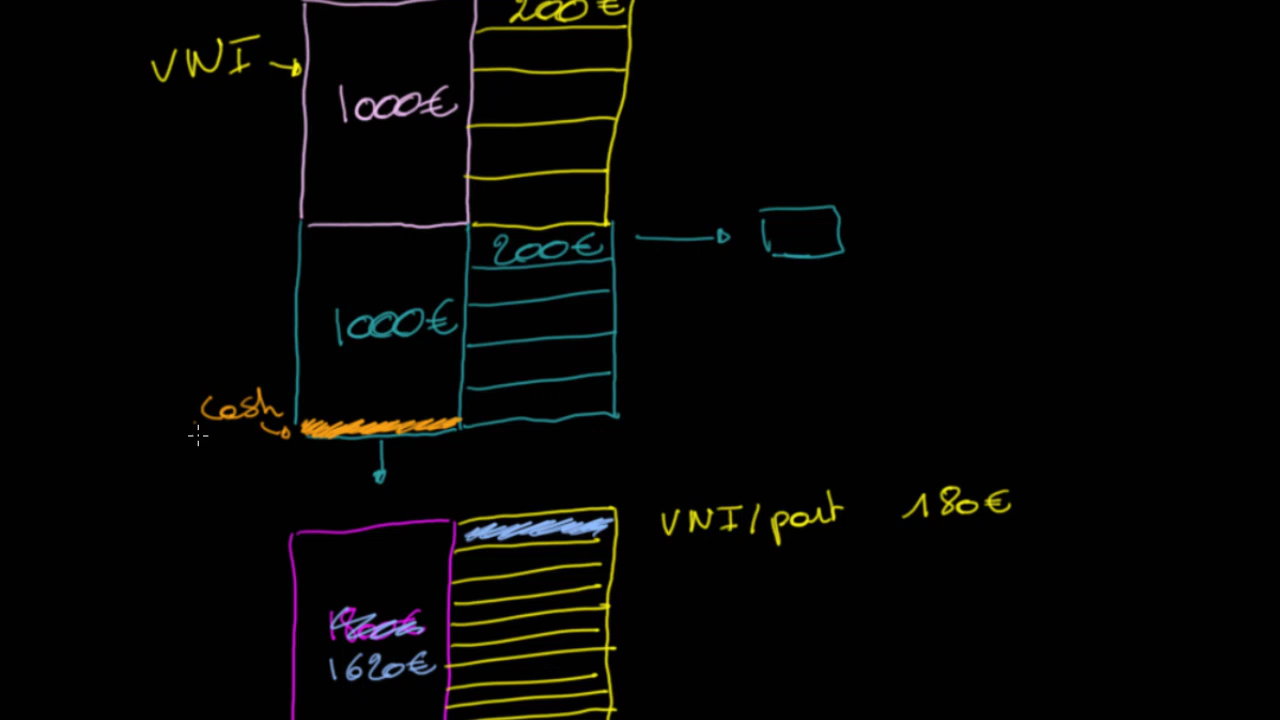 200€
VNI
1000€
200€
1000€
cash
VNI/part 180€
1620€